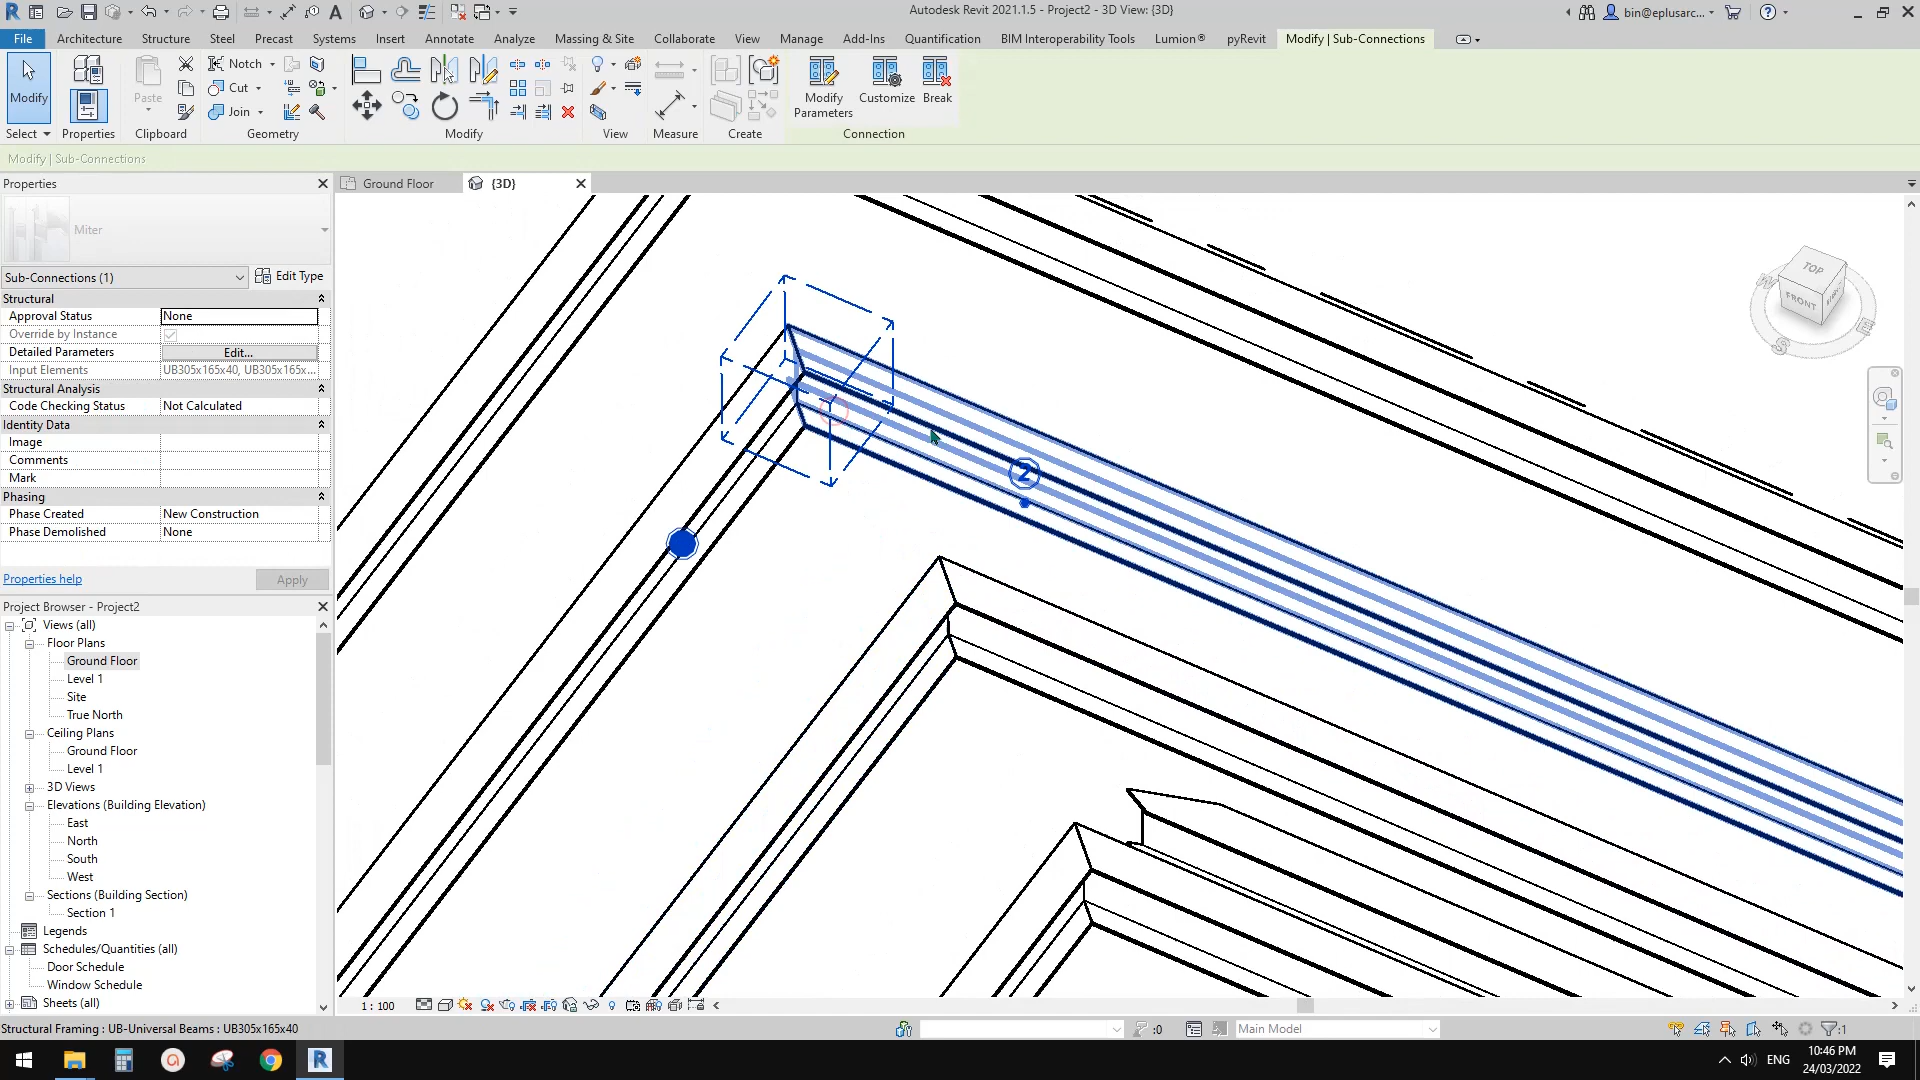 Autodesk Revit 2021.1.5 - Project2 - 3D View: {3D}
bin@eplusarc...
File Architecture Structure Steel Precast Systems Insert Annotate Analyze Massing & Site Collaborate View Manage Add-Ins Quantification BIM Interoperability Tools Lumion® pyRevit Modify | Sub-Connections
Modify
Paste
Notch
Cut
Join
Modify Parameters
Customize
Break
Select Properties Clipboard Geometry Modify View Measure Create Connection
Modify | Sub-Connections
Properties
Ground Floor
{3D}
Miter
Sub-Connections (1)
Edit Type
Structural
Approval Status None
Override by Instance
Detailed Parameters Edit...
Input Elements UB305x165x40, UB305x165x...
Structural Analysis
Code Checking Status Not Calculated
Identity Data
Image
Comments
Mark
Phasing
Phase Created New Construction
Phase Demolished None
Properties help
Apply
Project Browser - Project2
Views (all)
Floor Plans
Ground Floor
Level 1
Site
True North
Ceiling Plans
Ground Floor
Level 1
3D Views
Elevations (Building Elevation)
East
North
South
West
Sections (Building Section)
Section 1
Legends
Schedules/Quantities (all)
Door Schedule
Window Schedule
Sheets (all)
2
TOP
FRONT
W
S
E
1 : 100
Structural Framing : UB-Universal Beams : UB305x165x40
:0
Main Model
:1
ENG
10:46 PM
24/03/2022